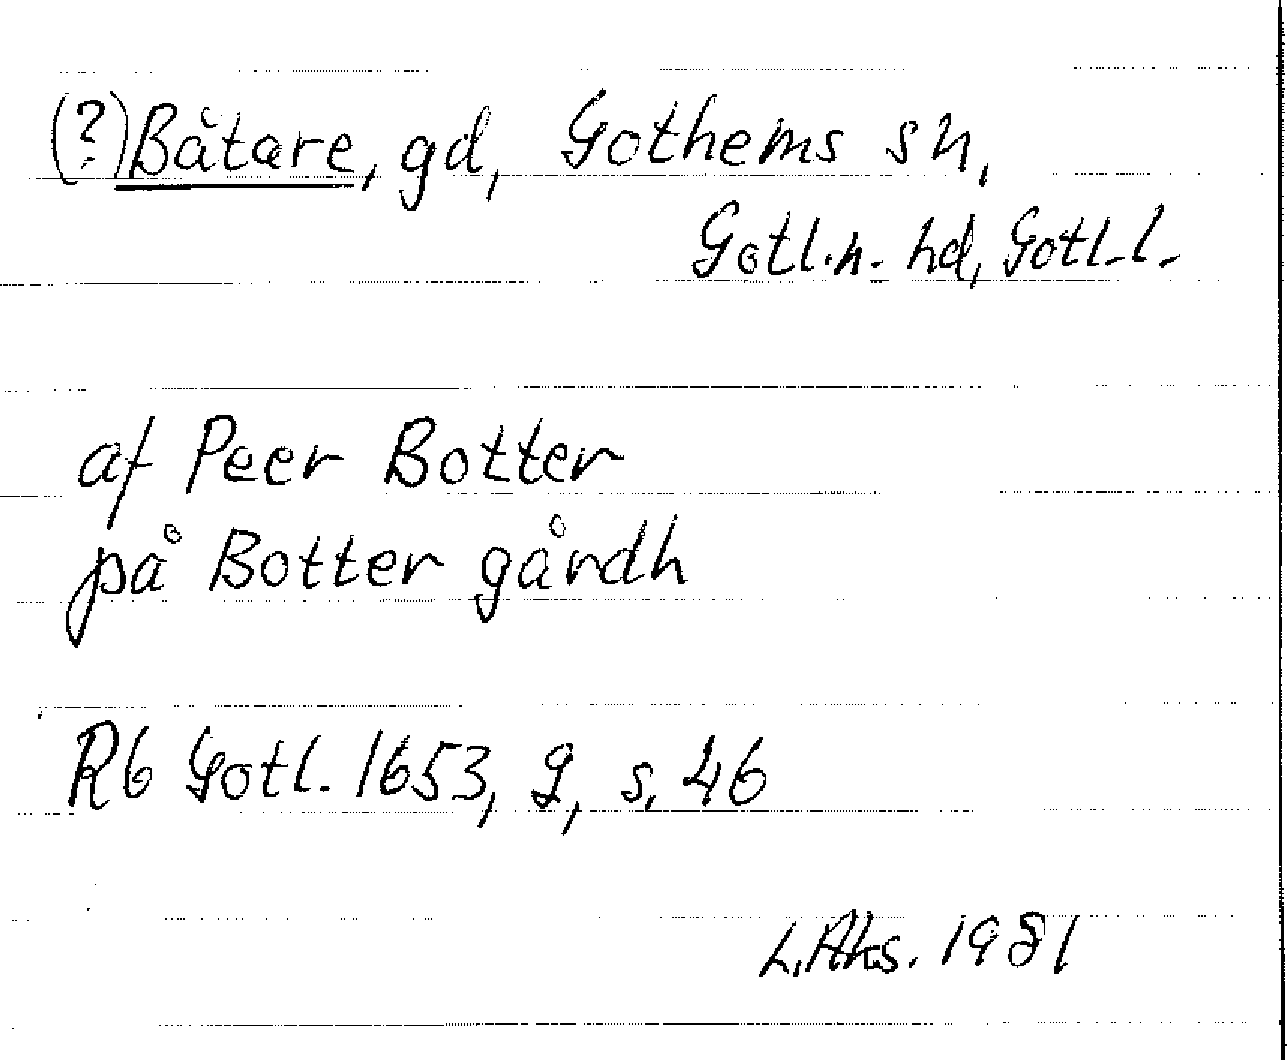 (?)Båtare, gd, Gothems sn,
Gotl.n. hd, Gotl.l.
af Peer Botter
på Botter gårdh
Rb Gotl. 1653, 9, s. 46
L.Aks. 1981